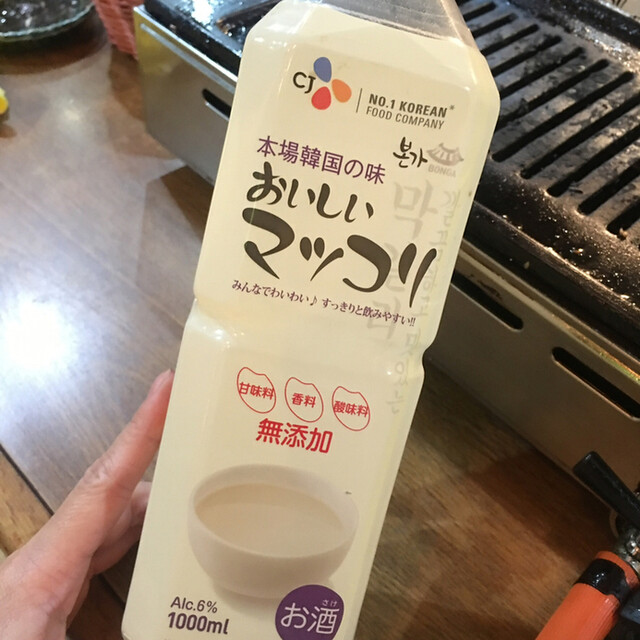 CJ
NO.1 KOREAN
FOOD COMPANY
본가
BONGA
本場韓国の味
おいしい
マッコリ
みんなでわいわい♪ すっきりと飲みやすい!!
甘味料 香料 酸味料
無添加
Alc.6%
1000ml
さけ
お酒